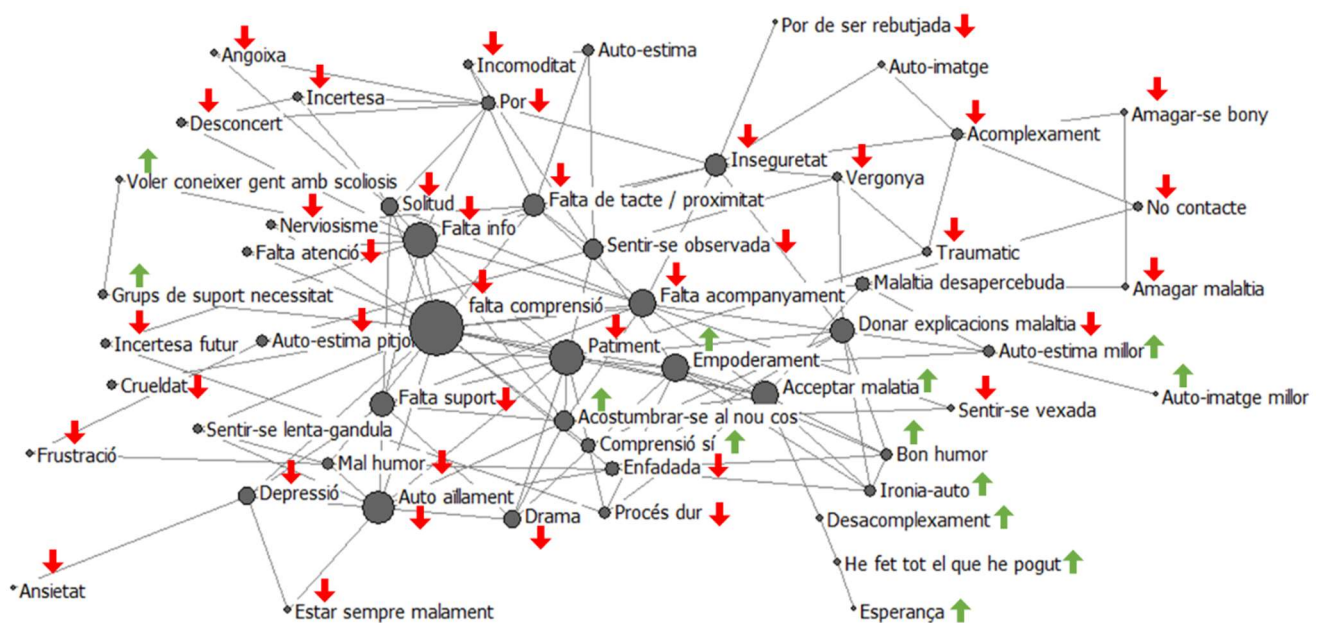 Por de ser rebutjada
Angoixa
Incomoditat
Auto-estima
Auto-imatge
Incertesa
Por
Desconcert
Amagar-se bony
Acomplexament
Inseguretat
Voler coneixer gent amb scoliosis
Vergonya
Solitud
Falta de tacte / proximitat
No contacte
Nerviosisme
Falta info
Falta atenció
Sentir-se observada
Traumatic
Grups de suport necessitat
falta comprensió
Falta acompanyament
Malaltia desapercebuda
Amagar malaltia
Incertesa futur
Auto-estima pitjo
Patiment
Donar explicacions malaltia
Empoderament
Auto-estima millor
Crueldat
Falta suport
Acceptar malatia
Auto-imatge millor
Sentir-se vexada
Acostumbrar-se al nou cos
Sentir-se lenta-gandula
Comprensió sí
Frustració
Mal humor
Enfadada
Bon humor
Depressió
Auto aillament
Ironia-auto
Drama
Procés dur
Desacomplexament
He fet tot el que he pogut
Ansietat
Estar sempre malament
Esperança